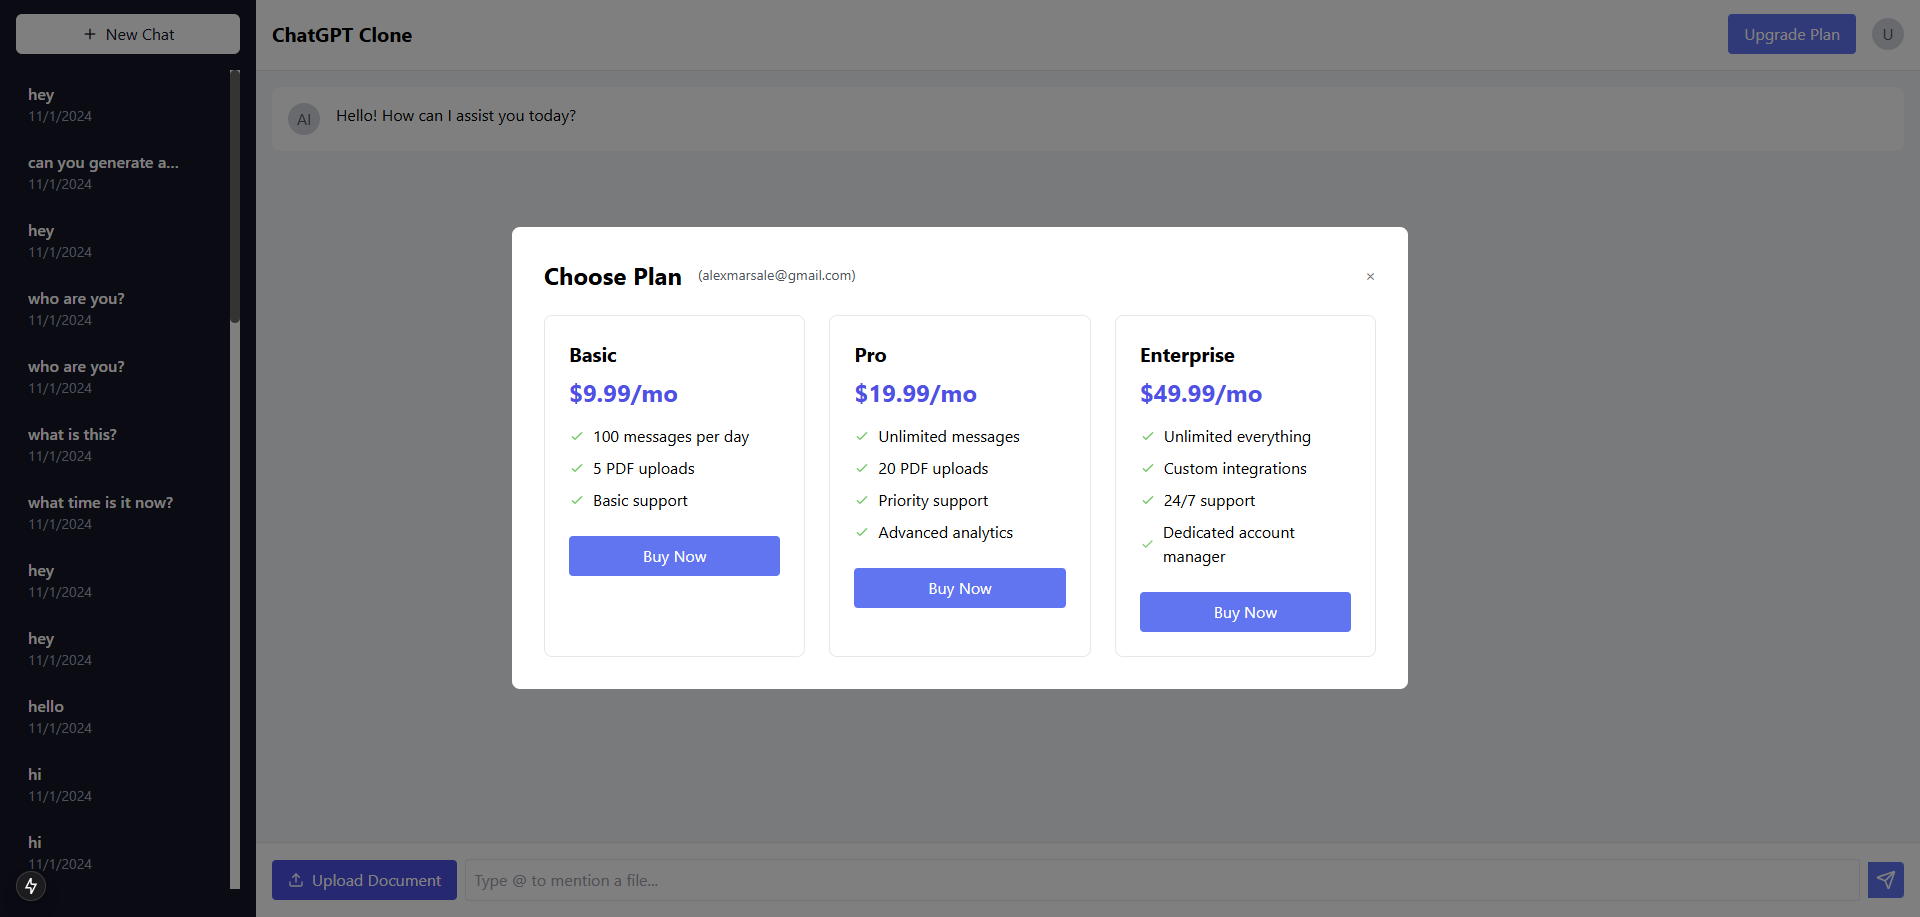 + New Chat
hey
11/1/2024
can you generate a...
11/1/2024
hey
11/1/2024
who are you?
11/1/2024
who are you?
11/1/2024
what is this?
11/1/2024
what time is it now?
11/1/2024
hey
11/1/2024
hey
11/1/2024
hello
11/1/2024
hi
11/1/2024
hi
11/1/2024
ChatGPT Clone
Upgrade Plan
U
AI
Hello! How can I assist you today?
Choose Plan (alexmarsale@gmail.com) ×
Basic
$9.99/mo
100 messages per day
5 PDF uploads
Basic support
Buy Now
Pro
$19.99/mo
Unlimited messages
20 PDF uploads
Priority support
Advanced analytics
Buy Now
Enterprise
$49.99/mo
Unlimited everything
Custom integrations
24/7 support
Dedicated account
manager
Buy Now
Upload Document
Type @ to mention a file...